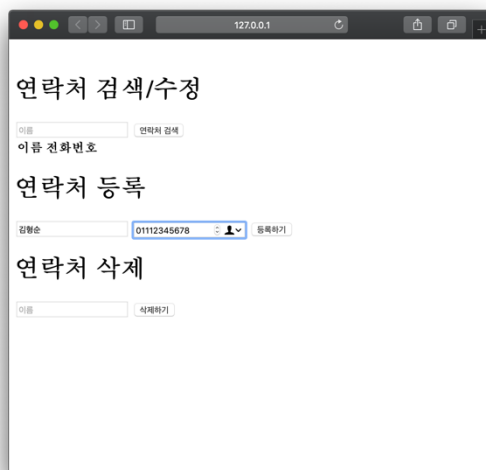 127.0.0.1
연락처 검색/수정
이름 연락처 검색
이름 전화번호
연락처 등록
김형순 01112345678 등록하기
연락처 삭제
이름 삭제하기